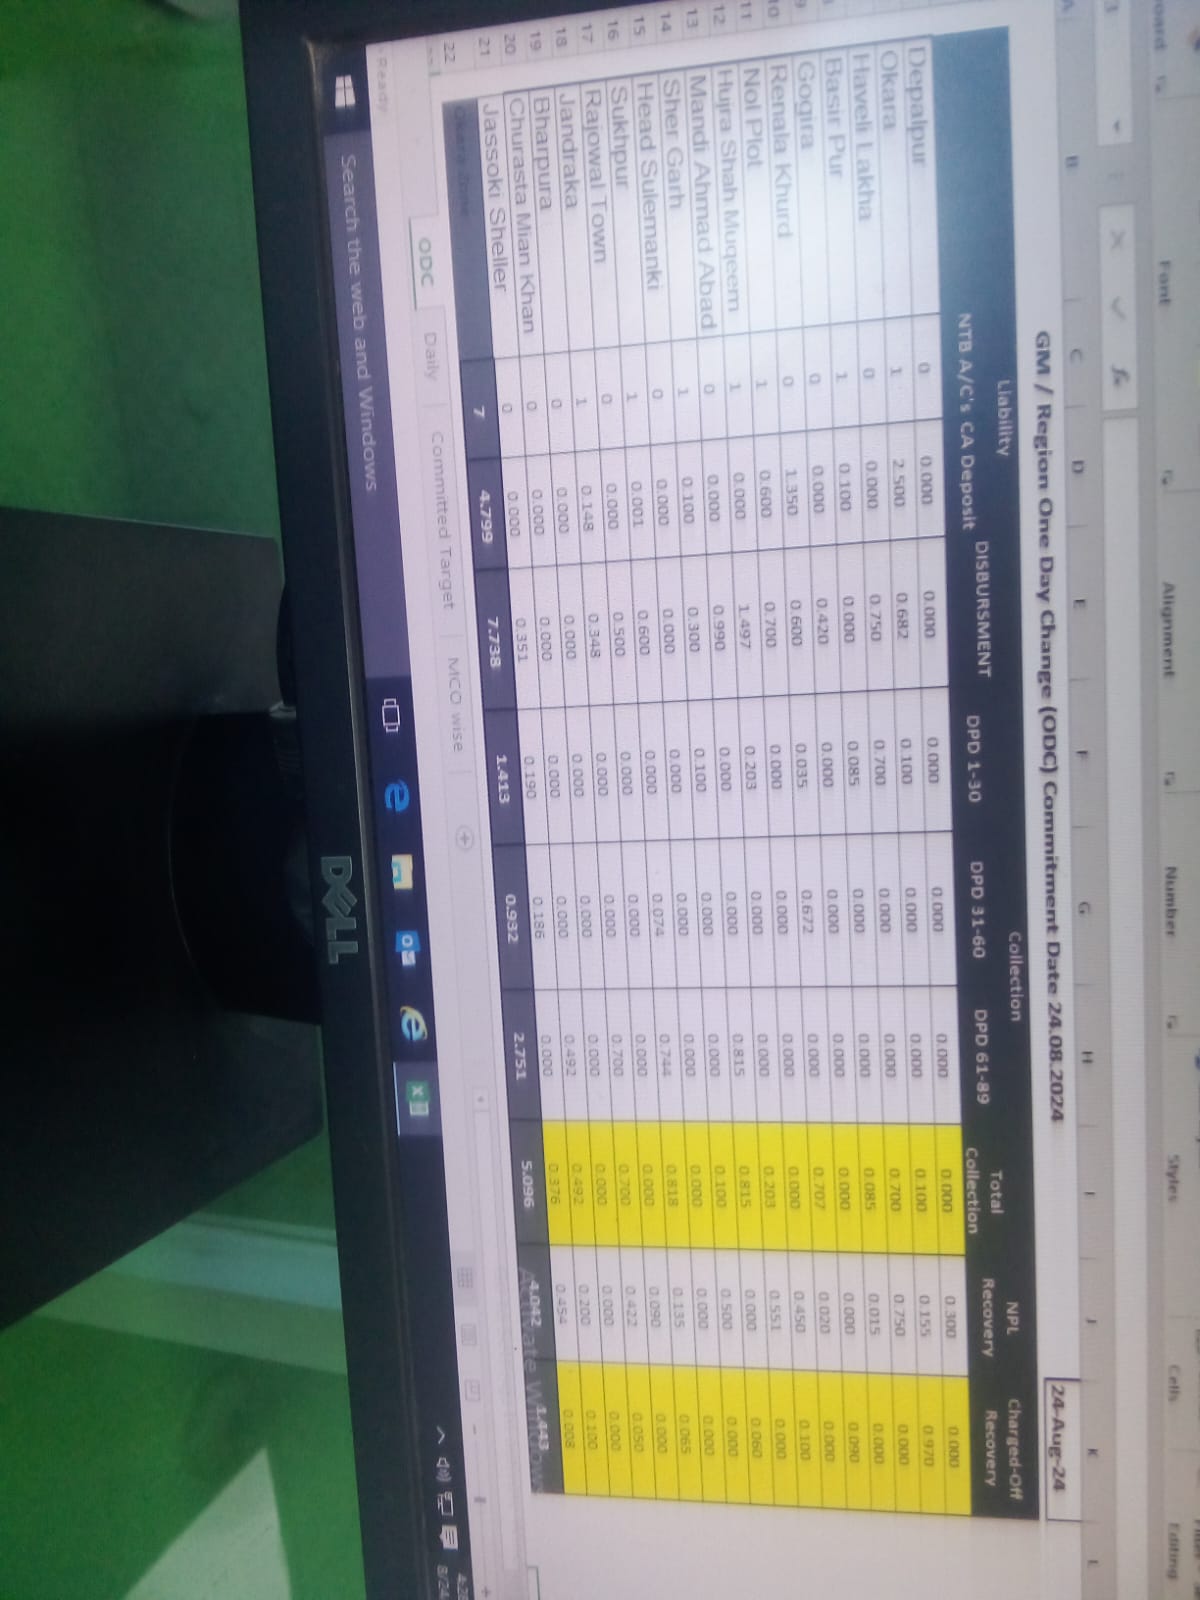 Font Alignment Number Styles Cells Editing
fx
A B C D E F G H I J K L
GM / Region One Day Change (ODC) Commitment Date 24.08.2024 24-Aug-24
Liability Collection Total NPL Charged-Off
NTB A/C's CA Deposit DISBURSMENT DPD 1-30 DPD 31-60 DPD 61-89 Collection Recovery Recovery
Depalpur 0 0.000 0.000 0.000 0.000 0.000 0.000 0.300 0.000
Okara 1 2.500 0.682 0.100 0.000 0.000 0.100 0.155 0.970
Haveli Lakha 0 0.000 0.750 0.700 0.000 0.000 0.700 0.750 0.000
Basir Pur 1 0.100 0.000 0.085 0.000 0.000 0.085 0.015 0.000
9 Gogira 0 0.000 0.420 0.000 0.000 0.000 0.000 0.000 0.090
10 Renala Khurd 0 1.350 0.600 0.035 0.672 0.000 0.707 0.020 0.000
11 Nol Plot 1 0.600 0.700 0.000 0.000 0.000 0.000 0.450 0.100
12 Hujra Shah Muqeem 1 0.000 1.497 0.203 0.000 0.000 0.203 0.551 0.000
13 Mandi Ahmad Abad 0 0.000 0.990 0.000 0.000 0.815 0.815 0.000 0.060
14 Sher Garh 1 0.100 0.300 0.100 0.000 0.000 0.100 0.500 0.000
15 Head Sulemanki 0 0.000 0.000 0.000 0.000 0.000 0.000 0.000 0.000
16 Sukhpur 1 0.001 0.600 0.000 0.074 0.744 0.818 0.135 0.065
17 Rajowal Town 0 0.000 0.500 0.000 0.000 0.000 0.000 0.090 0.000
18 Jandraka 1 0.148 0.348 0.000 0.000 0.700 0.700 0.422 0.050
19 Bharpura 0 0.000 0.000 0.000 0.000 0.000 0.000 0.000 0.000
20 Churasta Mian Khan 0 0.000 0.000 0.000 0.000 0.492 0.492 0.200 0.100
21 Jassoki Sheller 0 0.000 0.351 0.190 0.186 0.000 0.376 0.454 0.008
22 Okara Zone 7 4.799 7.738 1.413 0.932 2.751 5.096 4.042 1.443
Activate Windows
ODC Daily Committed Target MCO wise
Ready
Search the web and Windows
DELL